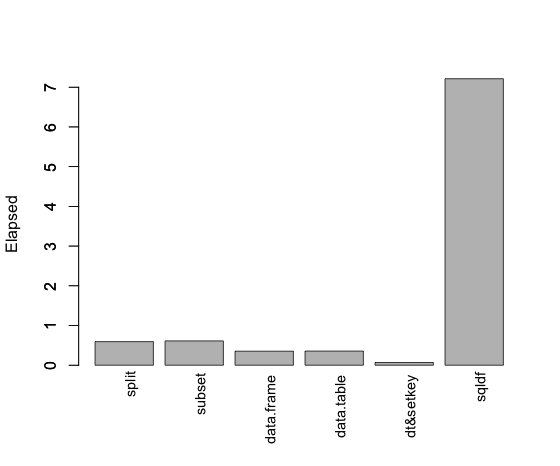 Elapsed
7
6
5
4
3
2
1
0
split
subset
data.frame
data.table
dt&setkey
sqldf